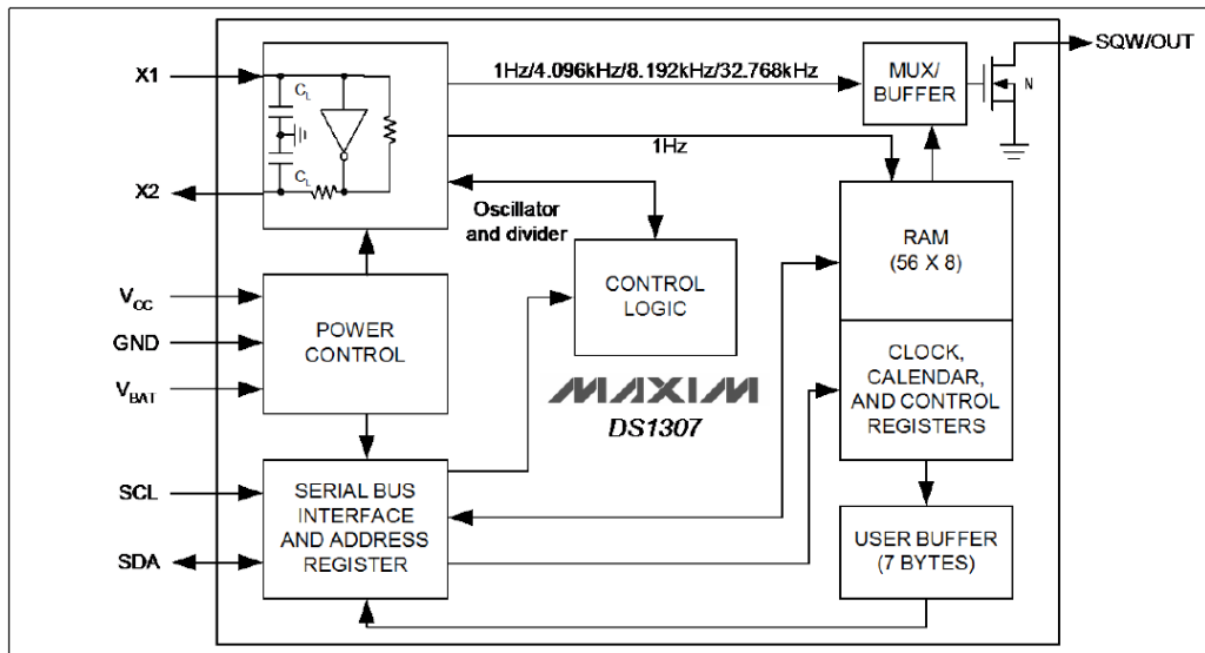 SQW/OUT
X1
1Hz/4.096kHz/8.192kHz/32.768kHz
MUX/
BUFFER
N
CL
1Hz
CL
X2
Oscillator
and divider
RAM
(56 X 8)
CONTROL
LOGIC
VCC
GND
VBAT
POWER
CONTROL
CLOCK,
CALENDAR,
AND CONTROL
REGISTERS
MAXIM
DS1307
SCL
SDA
SERIAL BUS
INTERFACE
AND ADDRESS
REGISTER
USER BUFFER
(7 BYTES)